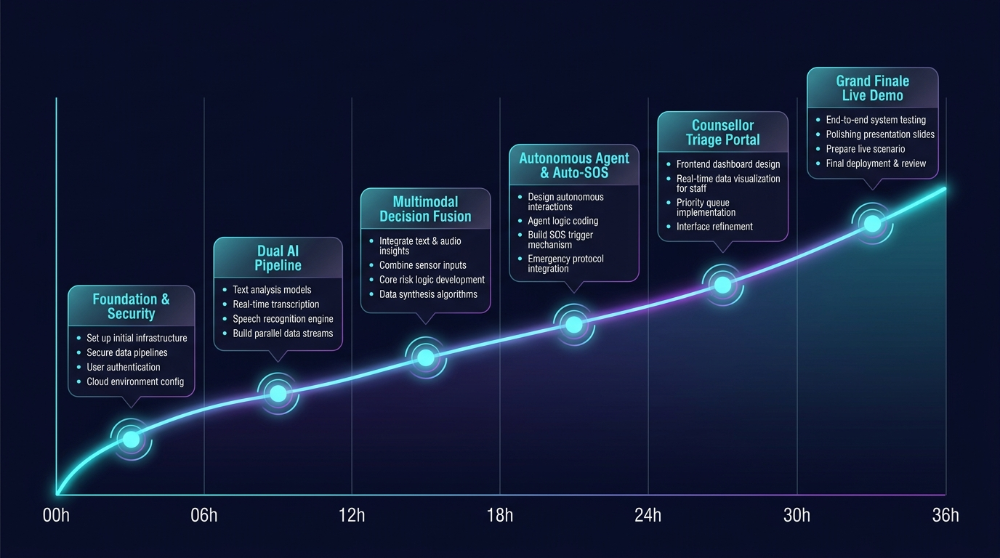 Foundation &
Security
• Set up initial infrastructure
• Secure data pipelines
• User authentication
• Cloud environment config
Dual AI
Pipeline
• Text analysis models
• Real-time transcription
• Speech recognition engine
• Build parallel data streams
Multimodal
Decision Fusion
• Integrate text & audio
insights
• Combine sensor inputs
• Core risk logic development
• Data synthesis algorithms
Autonomous Agent
& Auto-SOS
• Design autonomous
interactions
• Agent logic coding
• Build SOS trigger
mechanism
• Emergency protocol
integration
Counsellor
Triage Portal
• Frontend dashboard design
• Real-time data visualization
for staff
• Priority queue
implementation
• Interface refinement
Grand Finale
Live Demo
• End-to-end system testing
• Polishing presentation slides
• Prepare live scenario
• Final deployment & review
00h 06h 12h 18h 24h 30h 36h